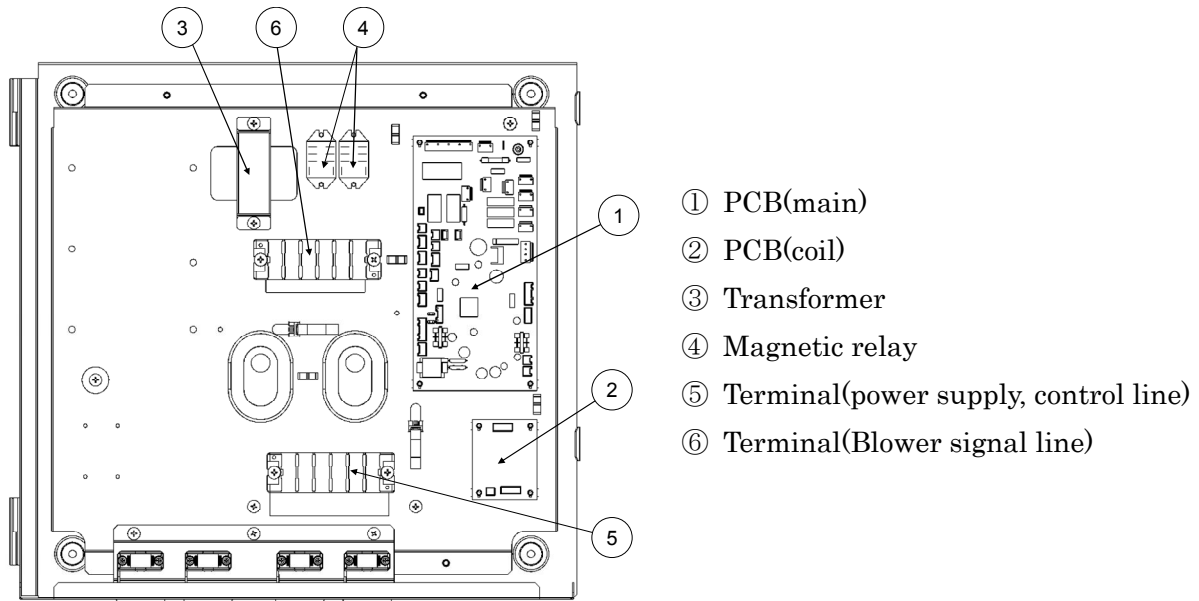 3
6
4
1
2
5
① PCB(main)
② PCB(coil)
③ Transformer
④ Magnetic relay
⑤ Terminal(power supply, control line)
⑥ Terminal(Blower signal line)